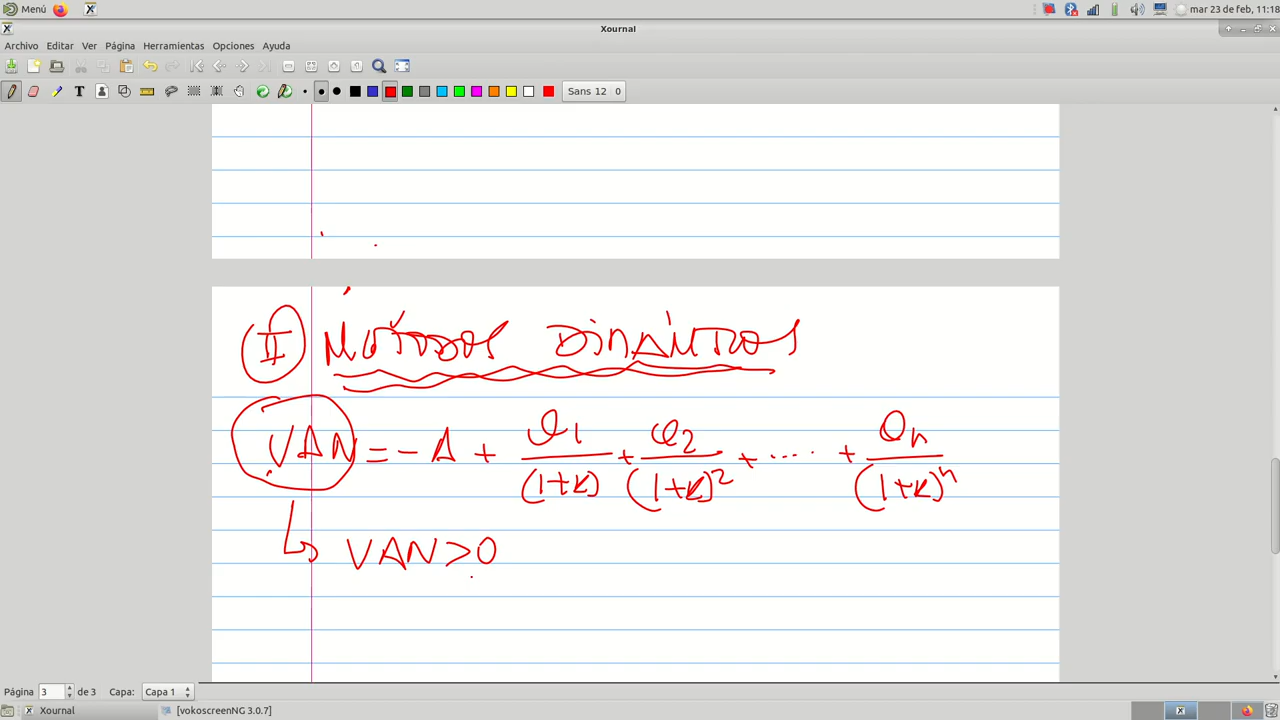 Menú
mar 23 de feb, 11:18
Xournal
Archivo Editar Ver Página Herramientas Opciones Ayuda
Sans 12 0
II MÉTODOS DINÁMICOS
VAN = -A + Q1/(1+k) + Q2/(1+k)^2 + .... + Qn/(1+k)^n
VAN>0
Página 3 de 3 Capa: Capa 1
Xournal [vokoscreenNG 3.0.7]